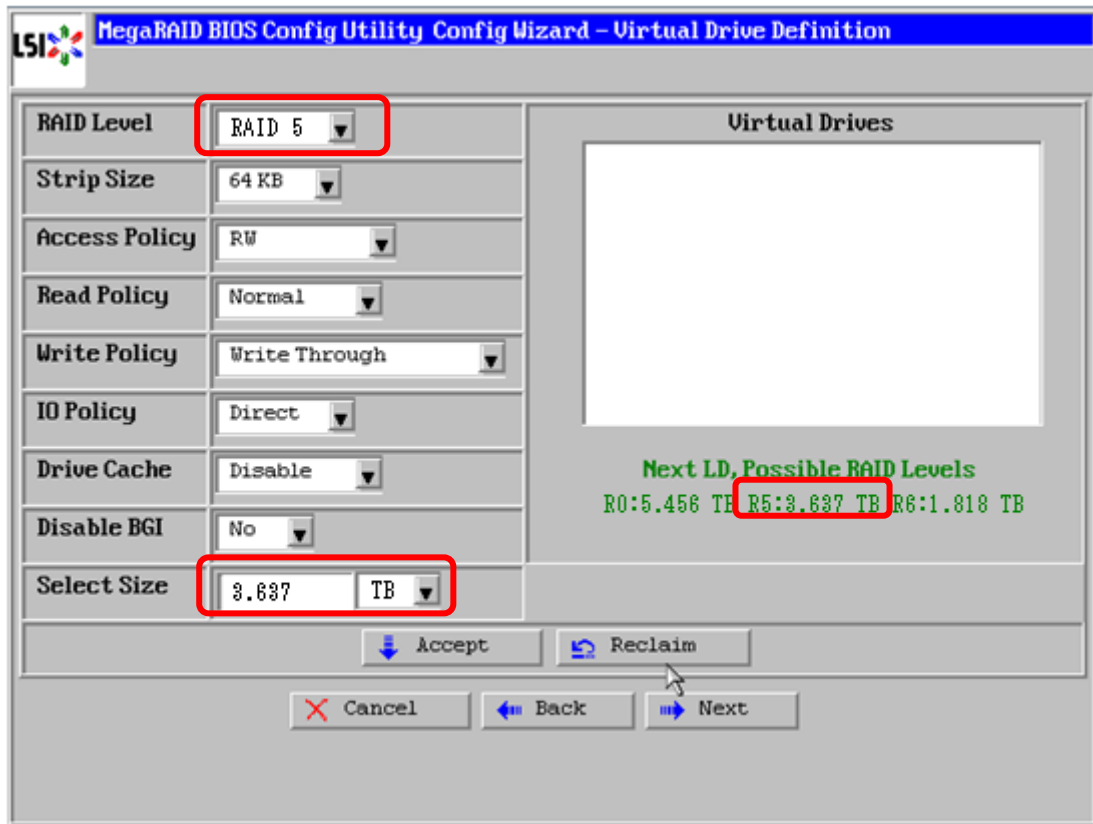 LSI
MegaRAID BIOS Config Utility Config Wizard - Virtual Drive Definition
RAID Level
RAID 5
Strip Size
64 KB
Access Policy
RW
Read Policy
Normal
Write Policy
Write Through
IO Policy
Direct
Drive Cache
Disable
Disable BGI
No
Select Size
3.637
TB
Virtual Drives
Next LD, Possible RAID Levels
R0:5.456 TB R5:3.637 TB R6:1.818 TB
Accept
Reclaim
Cancel
Back
Next